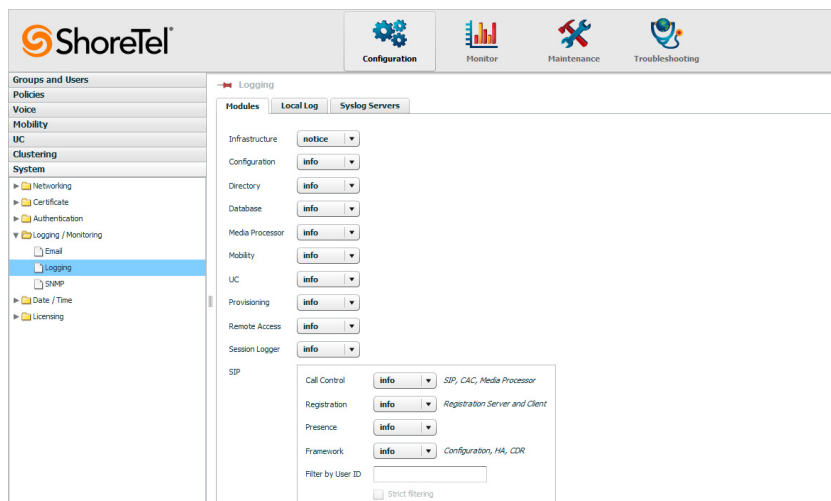 ShoreTel
Configuration
Monitor
Maintenance
Troubleshooting
Groups and Users
Policies
Voice
Mobility
UC
Clustering
System
Networking
Certificate
Authentication
Logging / Monitoring
Email
Logging
SNMP
Date / Time
Licensing
Logging
Modules
Local Log
Syslog Servers
Infrastructure notice
Configuration info
Directory info
Database info
Media Processor info
Mobility info
UC info
Provisioning info
Remote Access info
Session Logger info
SIP
Call Control info SIP, CAC, Media Processor
Registration info Registration Server and Client
Presence info
Framework info Configuration, HA, CDR
Filter by User ID
Strict filtering